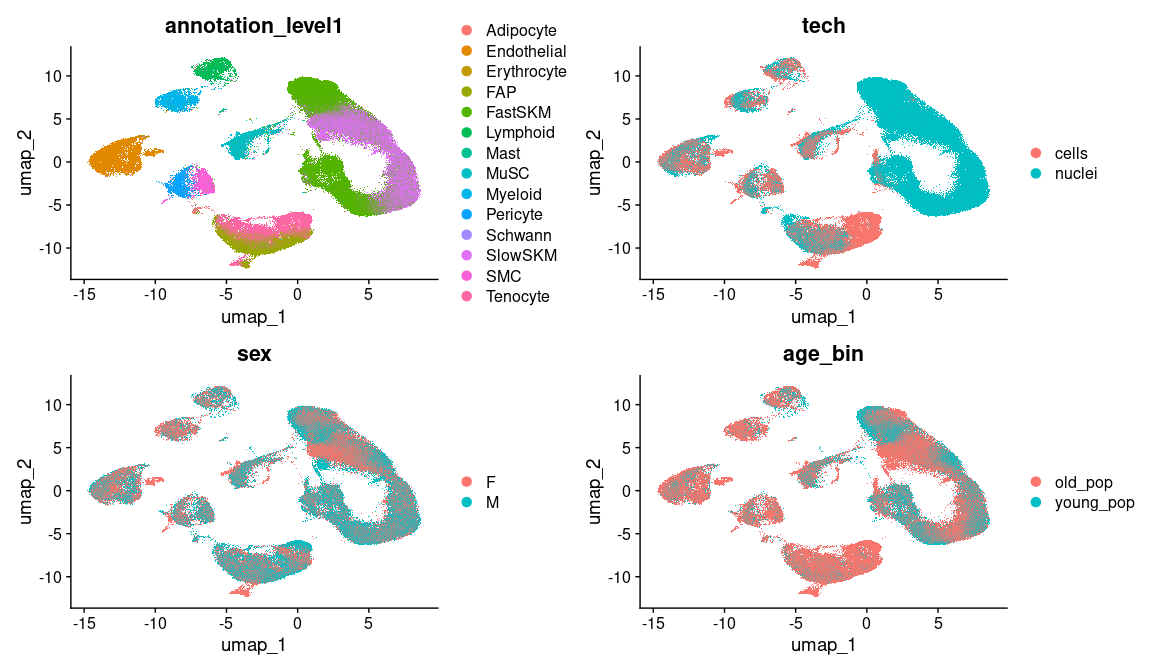 annotation_level1
umap_2
10
5
0
-5
-10
-15
-10
-5
0
5
umap_1
Adipocyte
Endothelial
Erythrocyte
FAP
FastSKM
Lymphoid
Mast
MuSC
Myeloid
Pericyte
Schwann
SlowSKM
SMC
Tenocyte
tech
umap_2
10
5
0
-5
-10
-15
-10
-5
0
5
umap_1
cells
nuclei
sex
umap_2
10
5
0
-5
-10
-15
-10
-5
0
5
umap_1
F
M
age_bin
umap_2
10
5
0
-5
-10
-15
-10
-5
0
5
umap_1
old_pop
young_pop